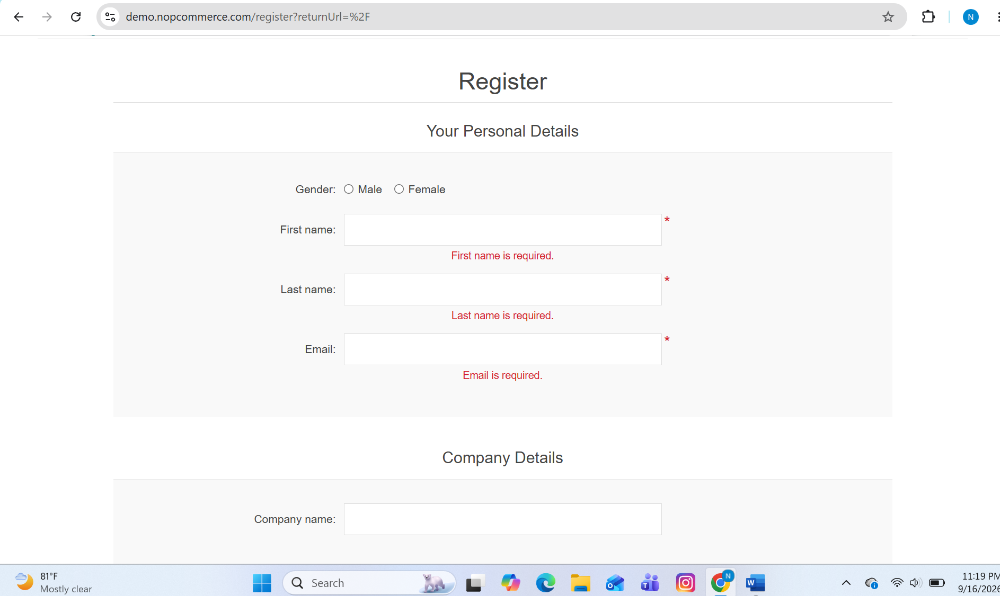 demo.nopcommerce.com/register?returnUrl=%2F
N
Register
Your Personal Details
Gender: Male Female
First name: *
First name is required.
Last name: *
Last name is required.
Email: *
Email is required.
Company Details
Company name:
81°F
Mostly clear
Search
N
11:19 PM
9/16/2026